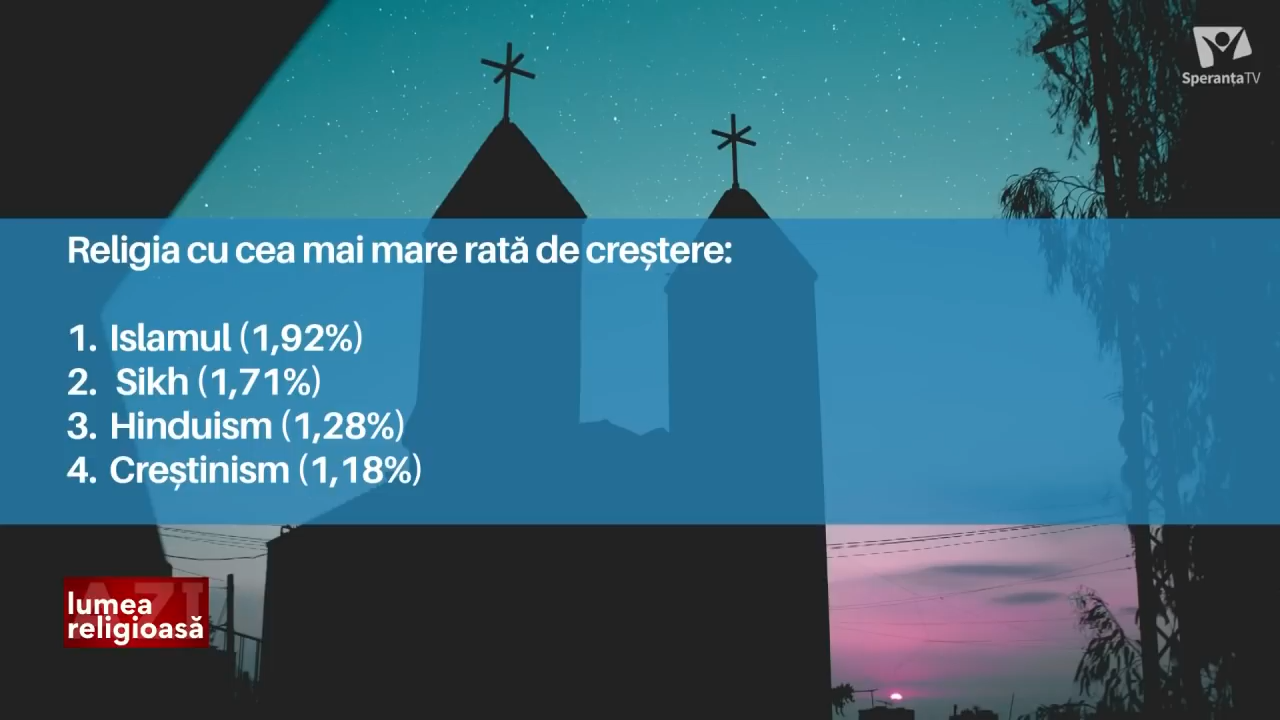 SperanțaTV
Religia cu cea mai mare rată de creștere:
1. Islamul (1,92%)
2. Sikh (1,71%)
3. Hinduism (1,28%)
4. Creștinism (1,18%)
AZI
lumea
religioasă